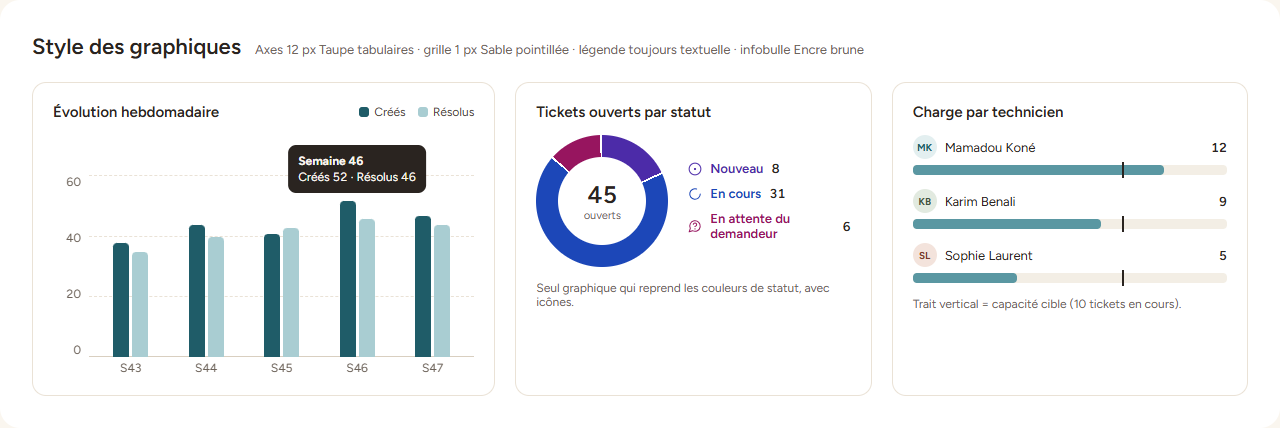 Style des graphiques Axes 12 px Taupe tabulaires · grille 1 px Sable pointillée · légende toujours textuelle · infobulle Encre brune
Évolution hebdomadaire Créés Résolus
Semaine 46
Créés 52 · Résolus 46
60
40
20
0
S43 S44 S45 S46 S47
Tickets ouverts par statut
45
ouverts
Nouveau 8
En cours 31
En attente du
demandeur 6
Seul graphique qui reprend les couleurs de statut, avec
icônes.
Charge par technicien
MK Mamadou Koné 12
KB Karim Benali 9
SL Sophie Laurent 5
Trait vertical = capacité cible (10 tickets en cours).